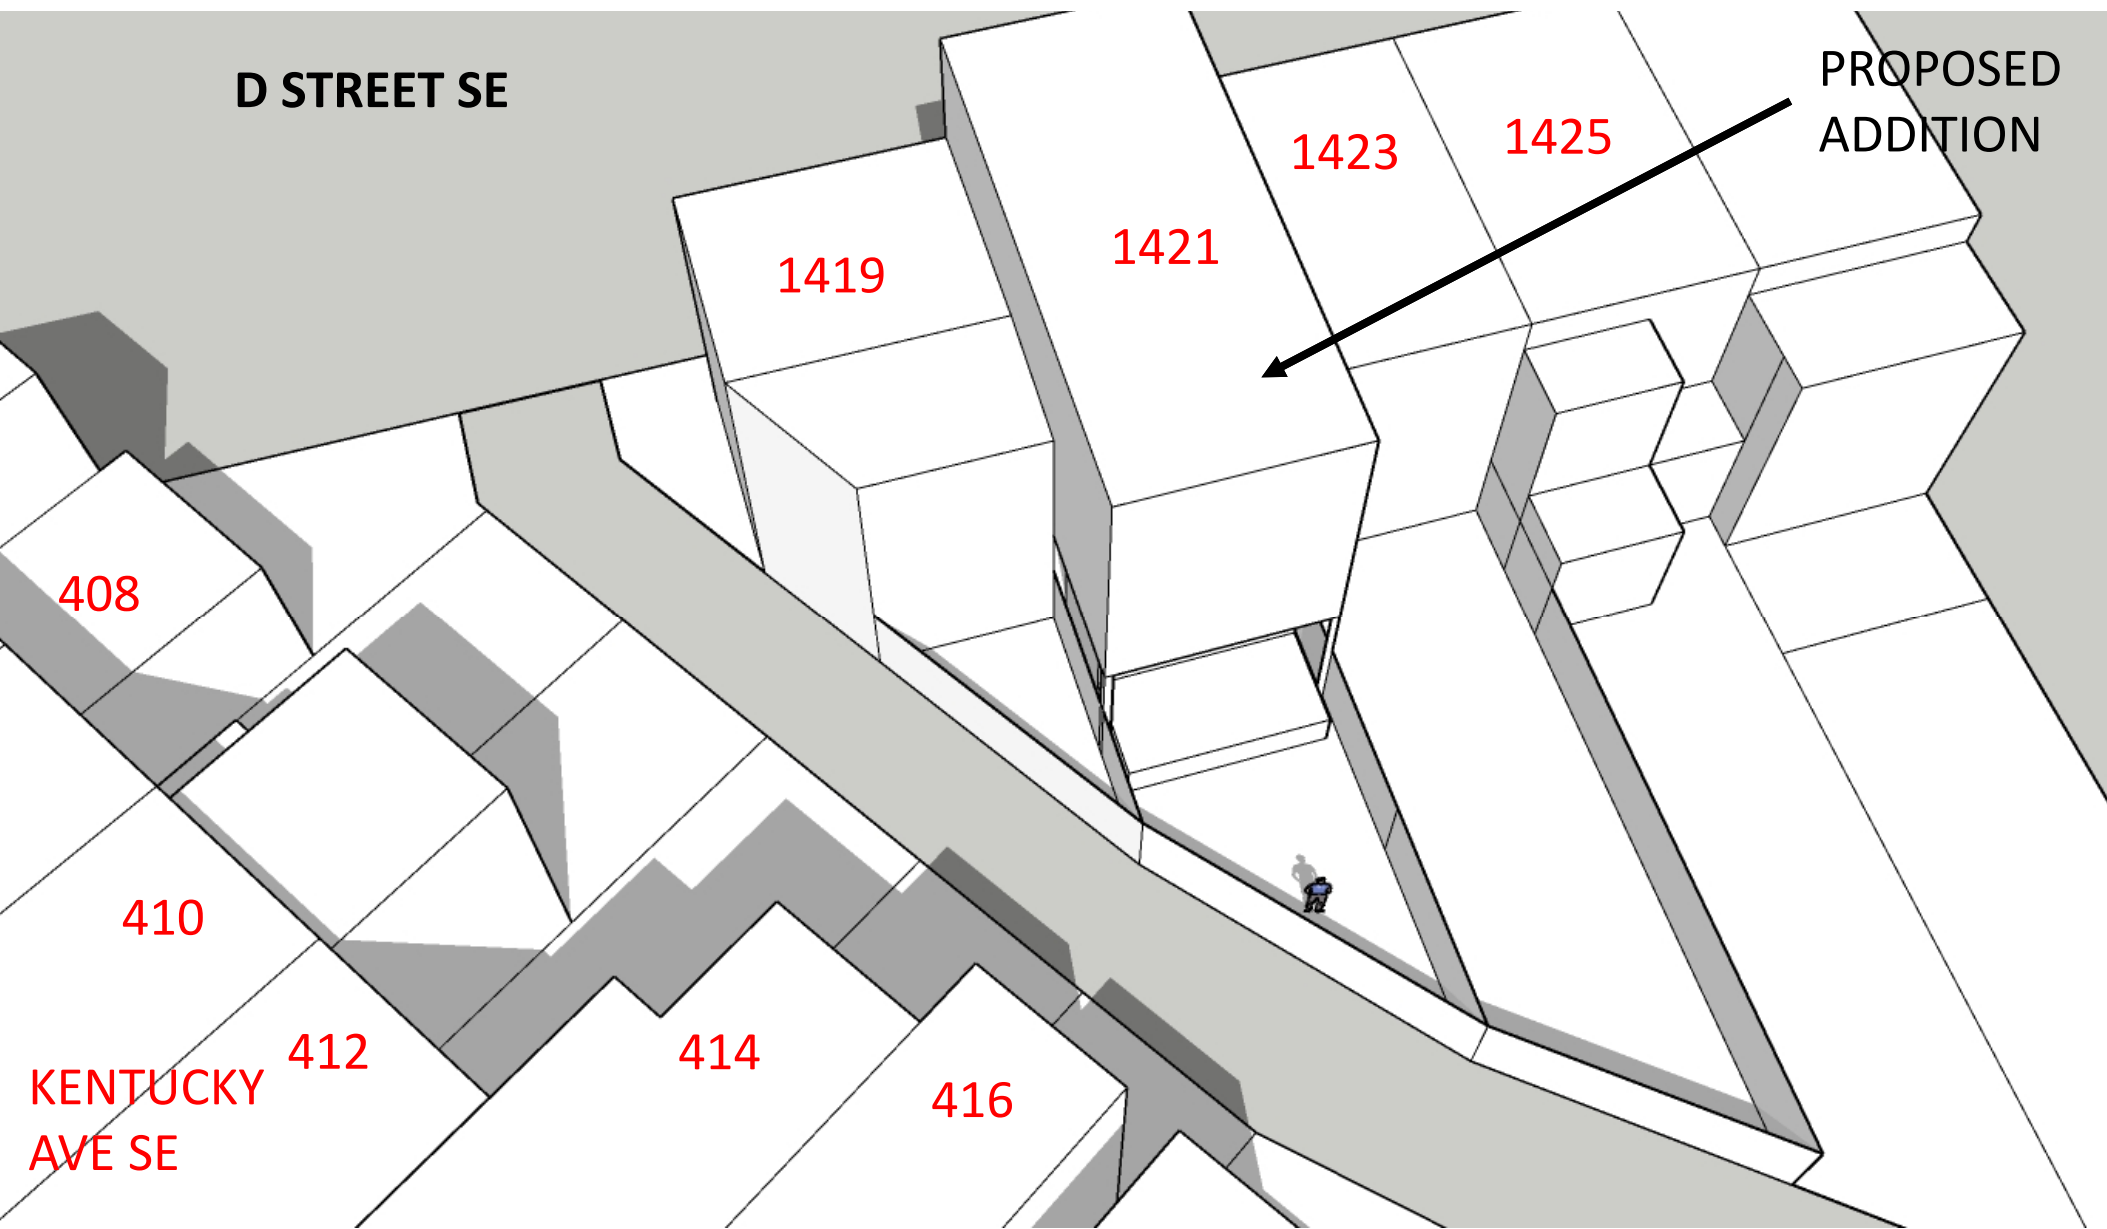 D STREET SE
PROPOSED
ADDITION
1423
1425
1421
1419
408
410
412
414
416
KENTUCKY
AVE SE